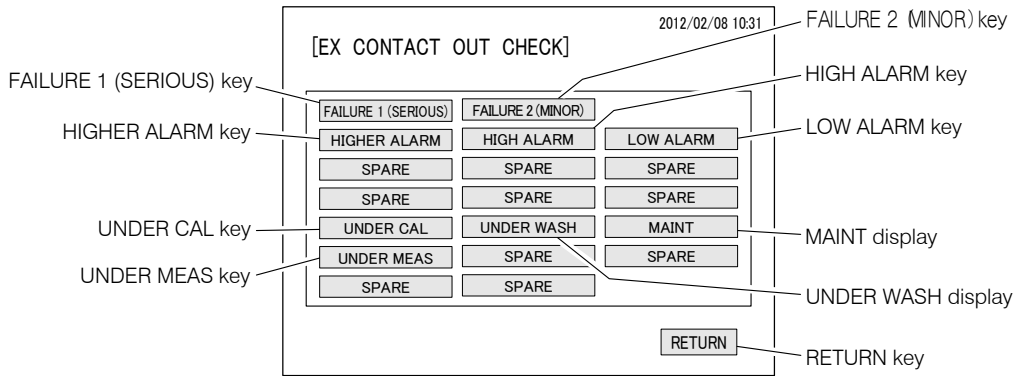 2012/02/08 10:31
FAILURE 2 (MINOR) key
[EX CONTACT OUT CHECK]
FAILURE 1 (SERIOUS) key
HIGH ALARM key
FAILURE 1 (SERIOUS) FAILURE 2 (MINOR)
HIGHER ALARM key
HIGHER ALARM HIGH ALARM LOW ALARM
LOW ALARM key
SPARE SPARE SPARE
SPARE SPARE SPARE
UNDER CAL key
UNDER CAL UNDER WASH MAINT
MAINT display
UNDER MEAS key
UNDER MEAS SPARE SPARE
SPARE SPARE
UNDER WASH display
RETURN
RETURN key